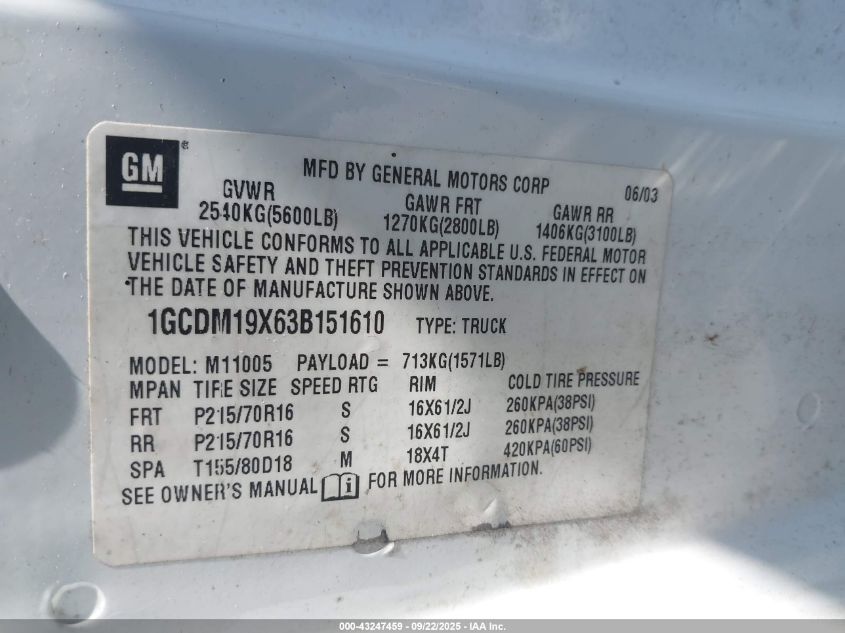 GM ®
MFD BY GENERAL MOTORS CORP 06/03
GVWR GAWR FRT GAWR RR
2540KG(5600LB) 1270KG(2800LB) 1406KG(3100LB)
THIS VEHICLE CONFORMS TO ALL APPLICABLE U.S. FEDERAL MOTOR
VEHICLE SAFETY AND THEFT PREVENTION STANDARDS IN EFFECT ON
THE DATE OF MANUFACTURE SHOWN ABOVE.
1GCDM19X63B151610 TYPE: TRUCK
MODEL: M11005 PAYLOAD = 713KG(1571LB)
MPAN TIRE SIZE SPEED RTG RIM COLD TIRE PRESSURE
FRT P215/70R16 S 16X61/2J 260KPA(38PSI)
RR P215/70R16 S 16X61/2J 260KPA(38PSI)
SPA T155/80D18 M 18X4T 420KPA(60PSI)
SEE OWNER'S MANUAL i FOR MORE INFORMATION.
000-43247459 - 09/22/2025 - IAA Inc.